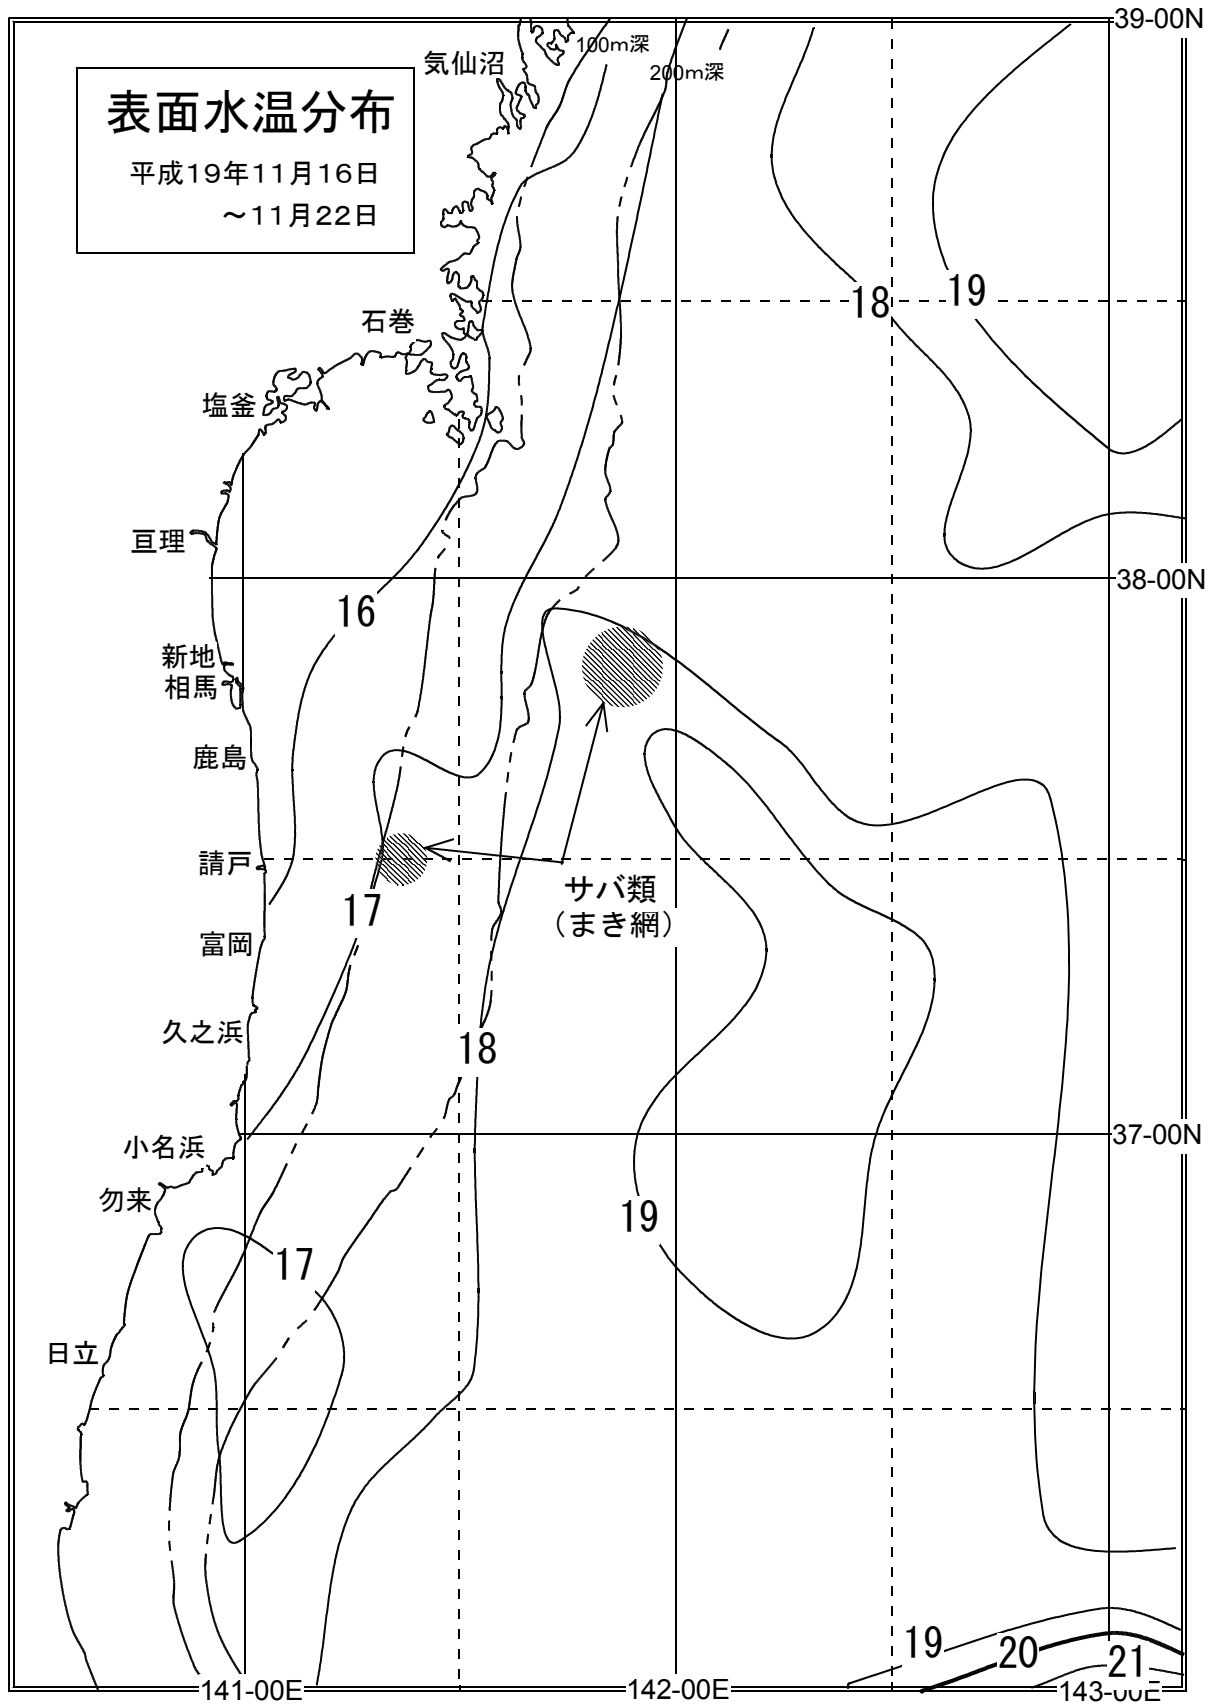 39-00N
100m深
気仙沼
200m深
表面水温分布
平成19年11月16日
～11月22日
18
19
石巻
塩釜
亘理
38-00N
16
新地
相馬
鹿島
請戸
サバ類
(まき網)
17
富岡
久之浜
18
37-00N
小名浜
勿来
19
17
日立
19
20
21
141-00E
142-00E
143-00E